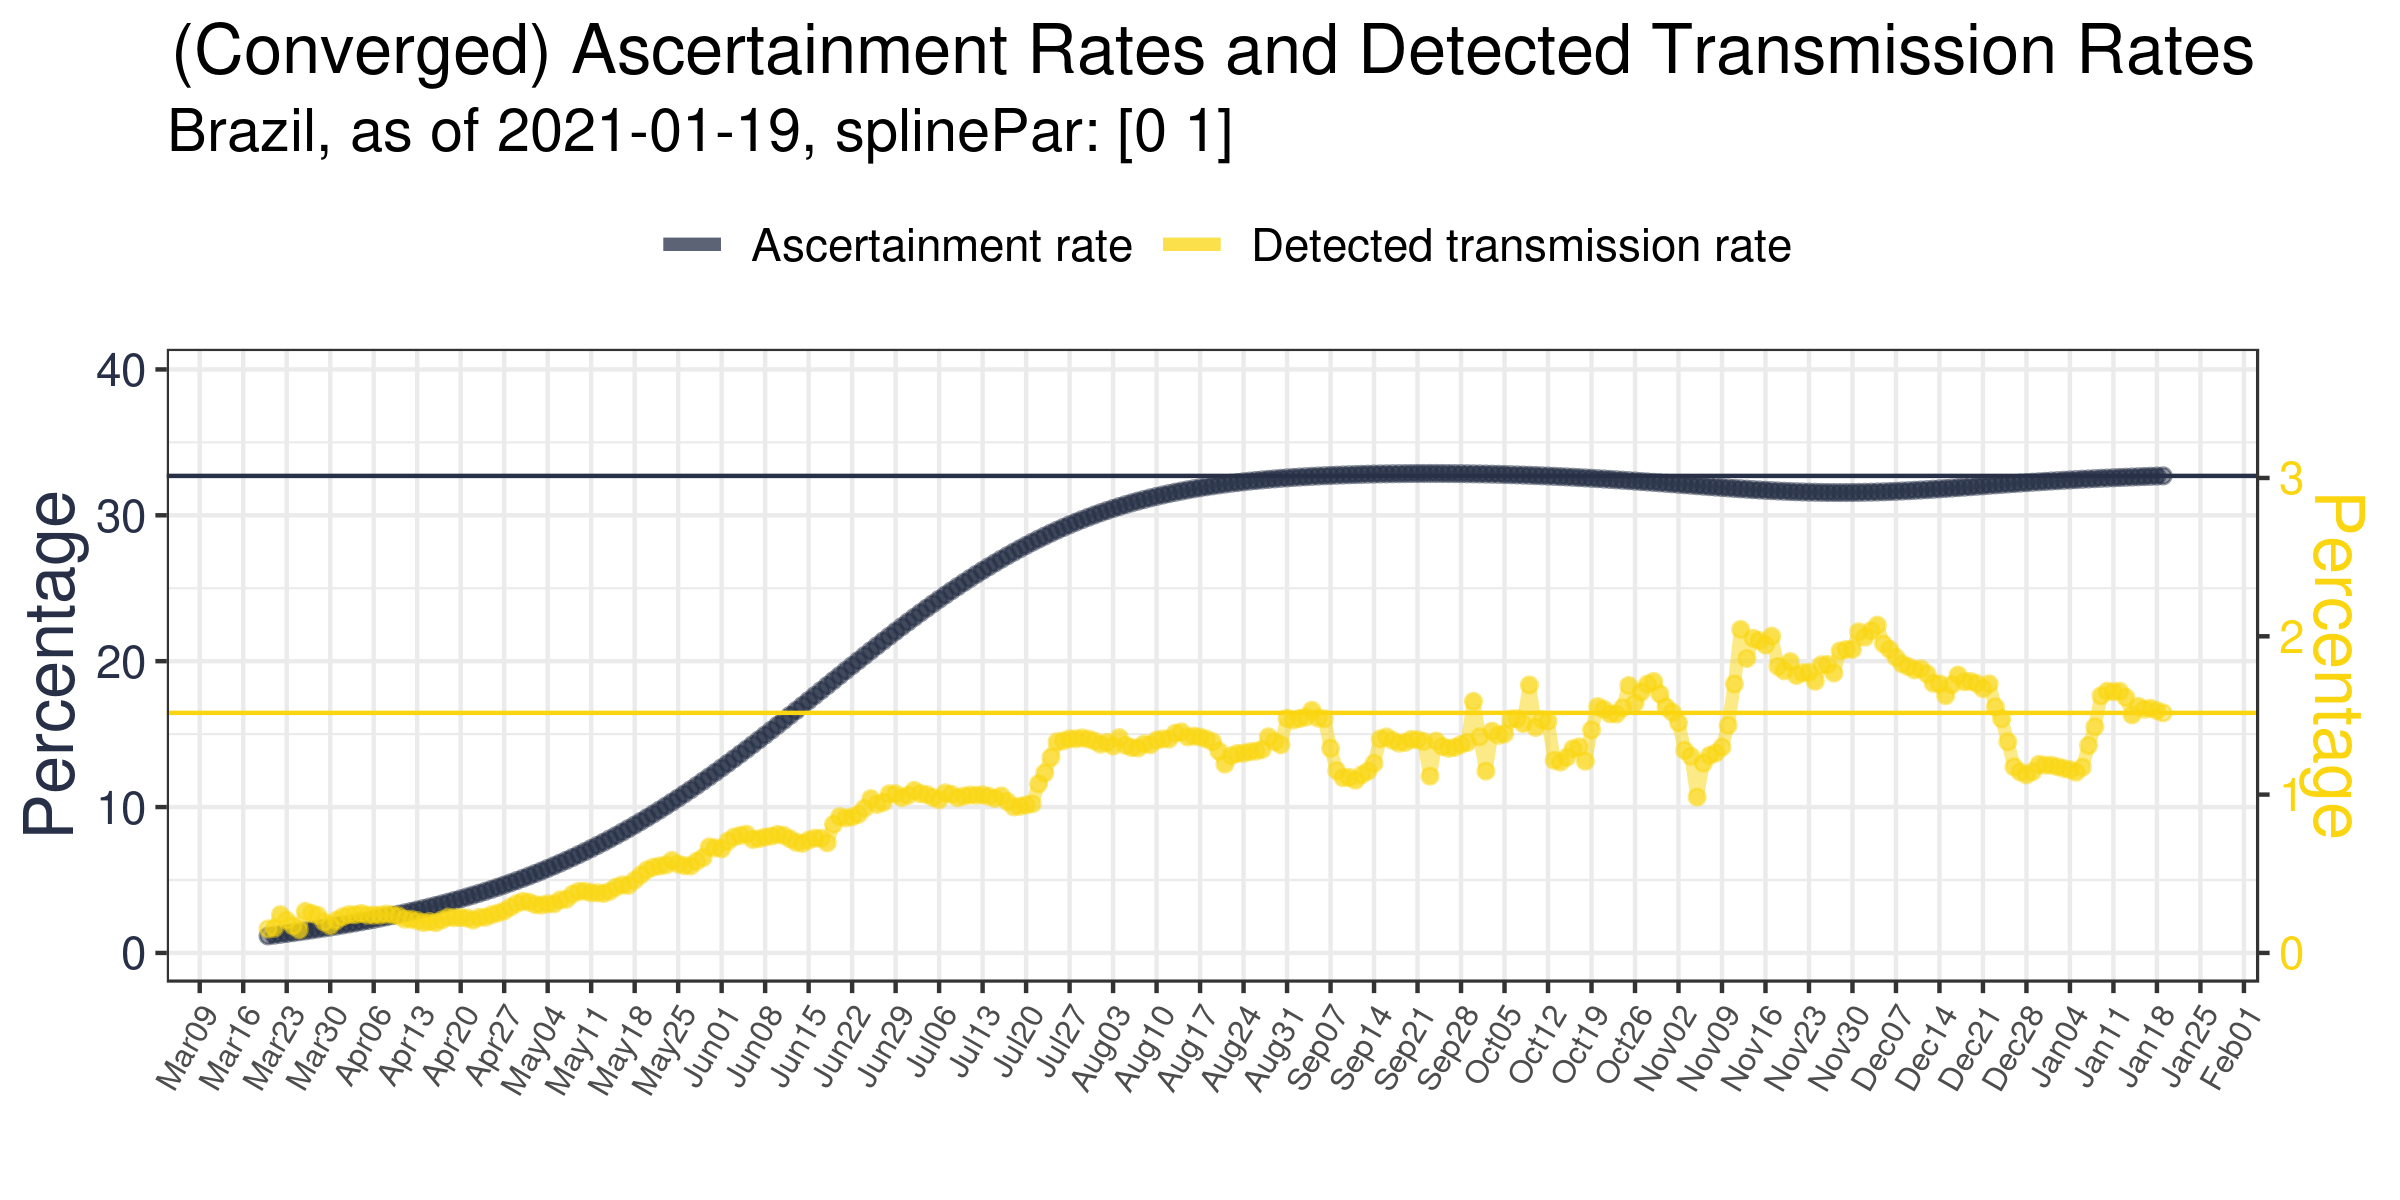 (Converged) Ascertainment Rates and Detected Transmission Rates
Brazil, as of 2021-01-19, splinePar: [0 1]
Ascertainment rate Detected transmission rate
Percentage
40
30
20
10
0
3
2
1
0
Percentage
Mar09 Mar16 Mar23 Mar30 Apr06 Apr13 Apr20 Apr27 May04 May11 May18 May25 Jun01 Jun08 Jun15 Jun22 Jun29 Jul06 Jul13 Jul20 Jul27 Aug03 Aug10 Aug17 Aug24 Aug31 Sep07 Sep14 Sep21 Sep28 Oct05 Oct12 Oct19 Oct26 Nov02 Nov09 Nov16 Nov23 Nov30 Dec07 Dec14 Dec21 Dec28 Jan04 Jan11 Jan18 Jan25 Feb01